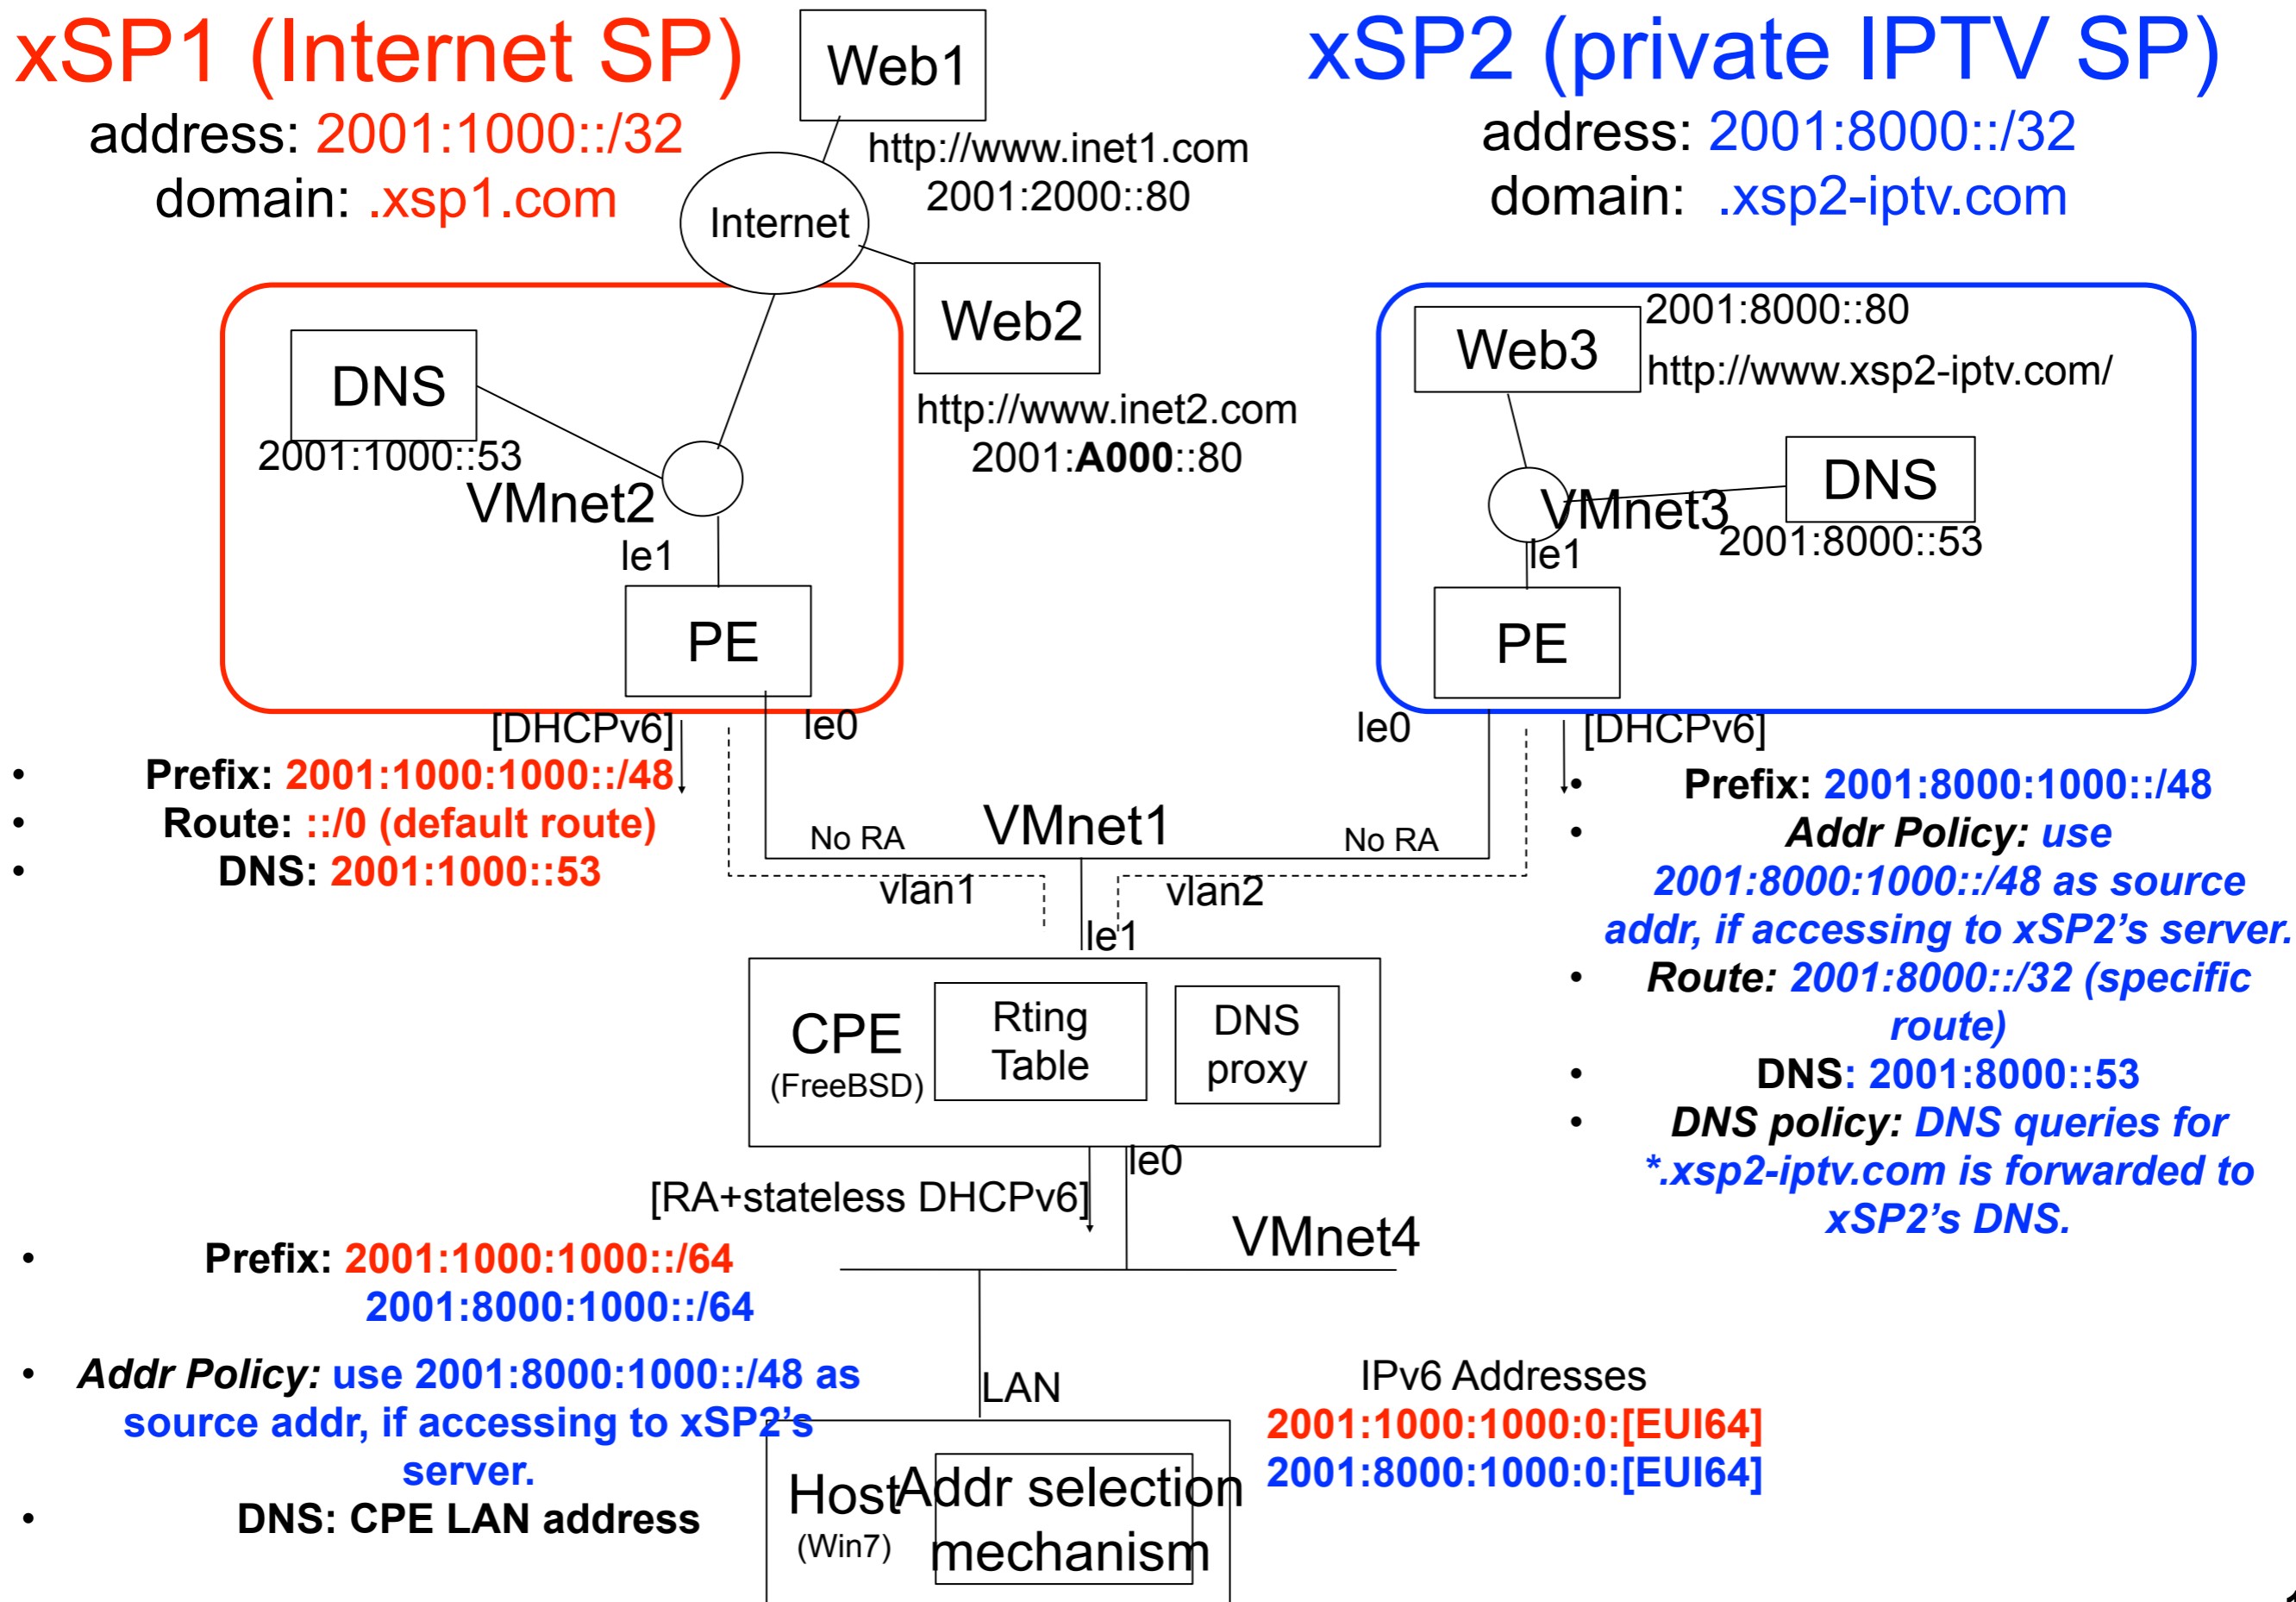 xSP1 (Internet SP)
address: 2001:1000::/32
domain: .xsp1.com
Web1
http://www.inet1.com
2001:2000::80
Internet
Web2
http://www.inet2.com
2001:A000::80
xSP2 (private IPTV SP)
address: 2001:8000::/32
domain: .xsp2-iptv.com
DNS
2001:1000::53
VMnet2
le1
PE
le0
Web3
2001:8000::80
http://www.xsp2-iptv.com/
VMnet3
DNS
2001:8000::53
le1
PE
le0
[DHCPv6]
• Prefix: 2001:1000:1000::/48
• Route: ::/0 (default route)
• DNS: 2001:1000::53
No RA
VMnet1
No RA
vlan1
vlan2
[DHCPv6]
• Prefix: 2001:8000:1000::/48
• Addr Policy: use
2001:8000:1000::/48 as source
addr, if accessing to xSP2’s server.
• Route: 2001:8000::/32 (specific
route)
• DNS: 2001:8000::53
• DNS policy: DNS queries for
*.xsp2-iptv.com is forwarded to
xSP2’s DNS.
le1
CPE
(FreeBSD)
Rting
Table
DNS
proxy
le0
[RA+stateless DHCPv6]
VMnet4
• Prefix: 2001:1000:1000::/64
2001:8000:1000::/64
• Addr Policy: use 2001:8000:1000::/48 as
source addr, if accessing to xSP2’s
server.
• DNS: CPE LAN address
LAN
Host
(Win7)
Addr selection
mechanism
IPv6 Addresses
2001:1000:1000:0:[EUI64]
2001:8000:1000:0:[EUI64]